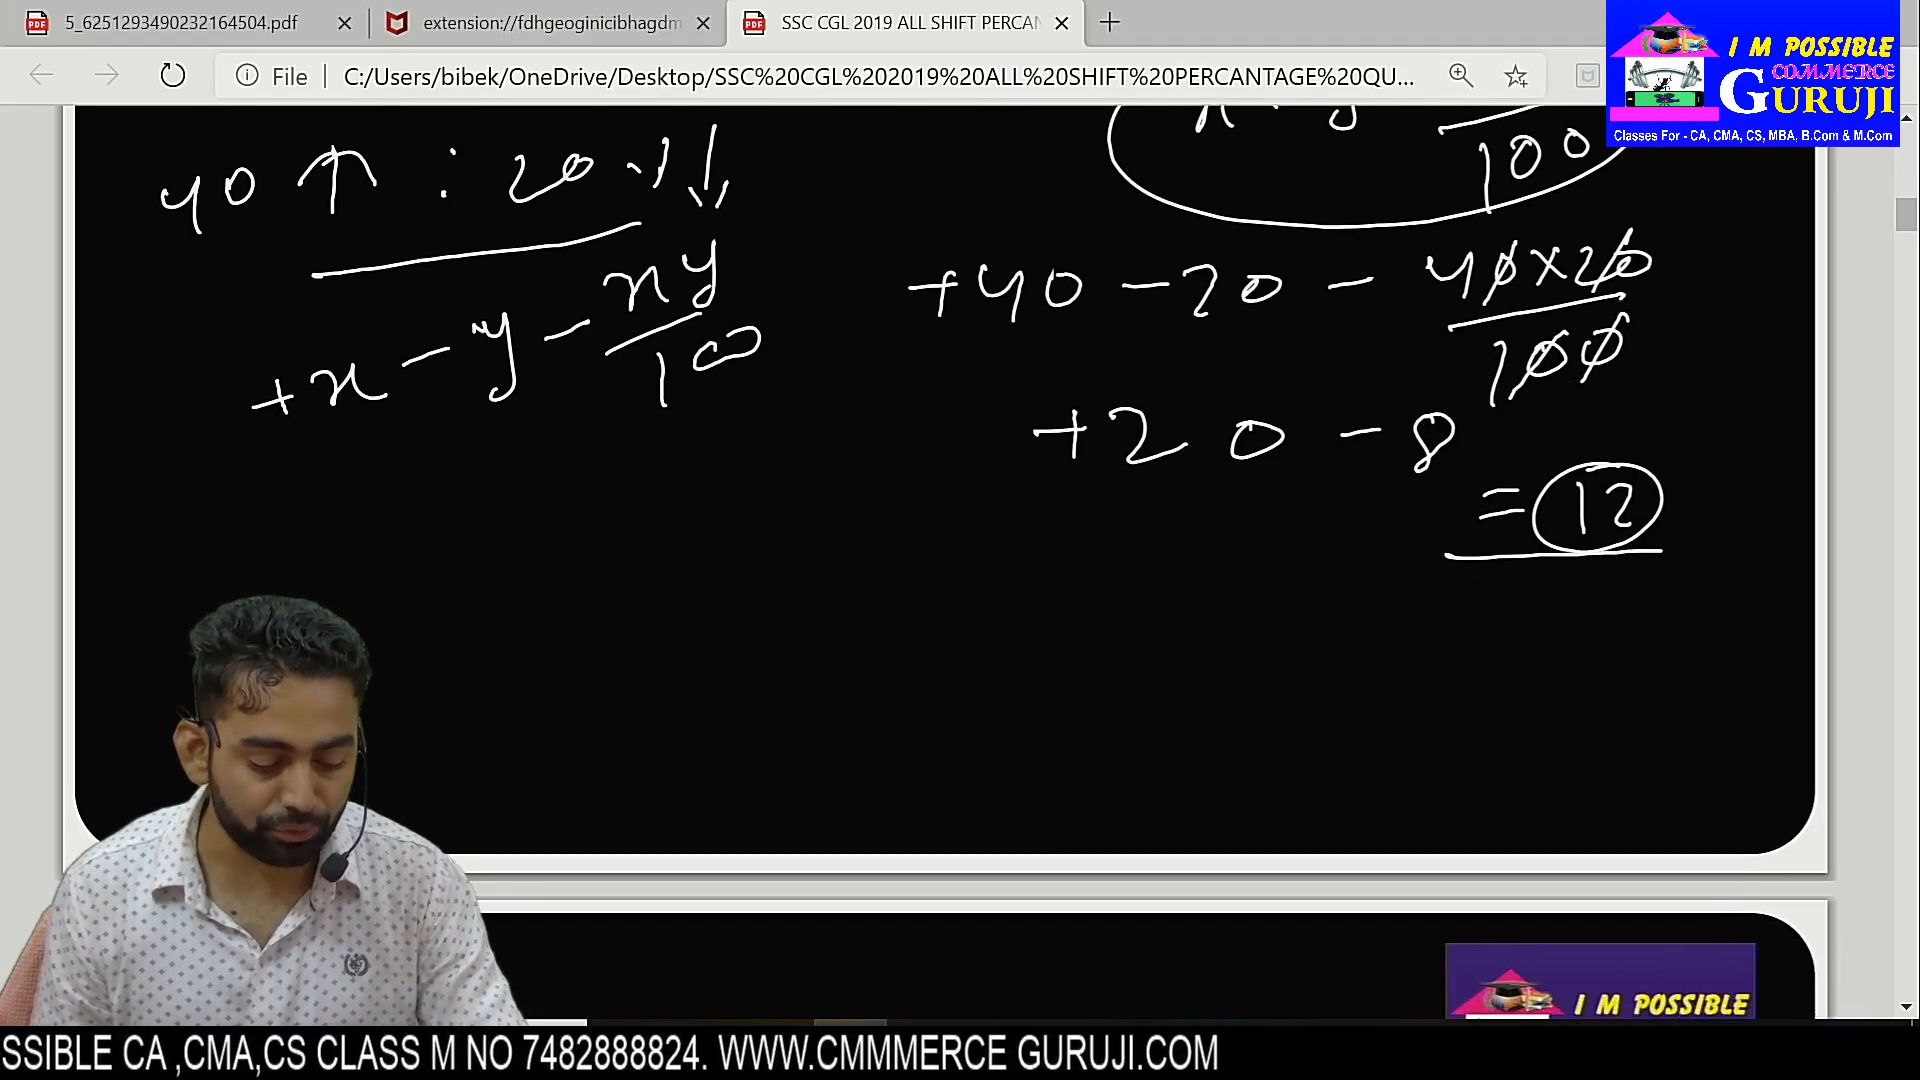 5_6251293490232164504.pdf
extension://fdhgeoginicibhagdm
SSC CGL 2019 ALL SHIFT PERCAN
File
C:/Users/bibek/OneDrive/Desktop/SSC%20CGL%202019%20ALL%20SHIFT%20PERCANTAGE%20QU...
I M POSSIBLE
COMMERCE
GURUJI
Classes For - CA, CMA, CS, MBA, B.Com & M.Com
100
40 ↑ : 20 % ↓
+x - y - xy/100
+40 - 20 - 40x20/100
+20 - 8
= 12
I M POSSIBLE
SSIBLE CA ,CMA,CS CLASS M NO 7482888824. WWW.CMMMERCE GURUJI.COM